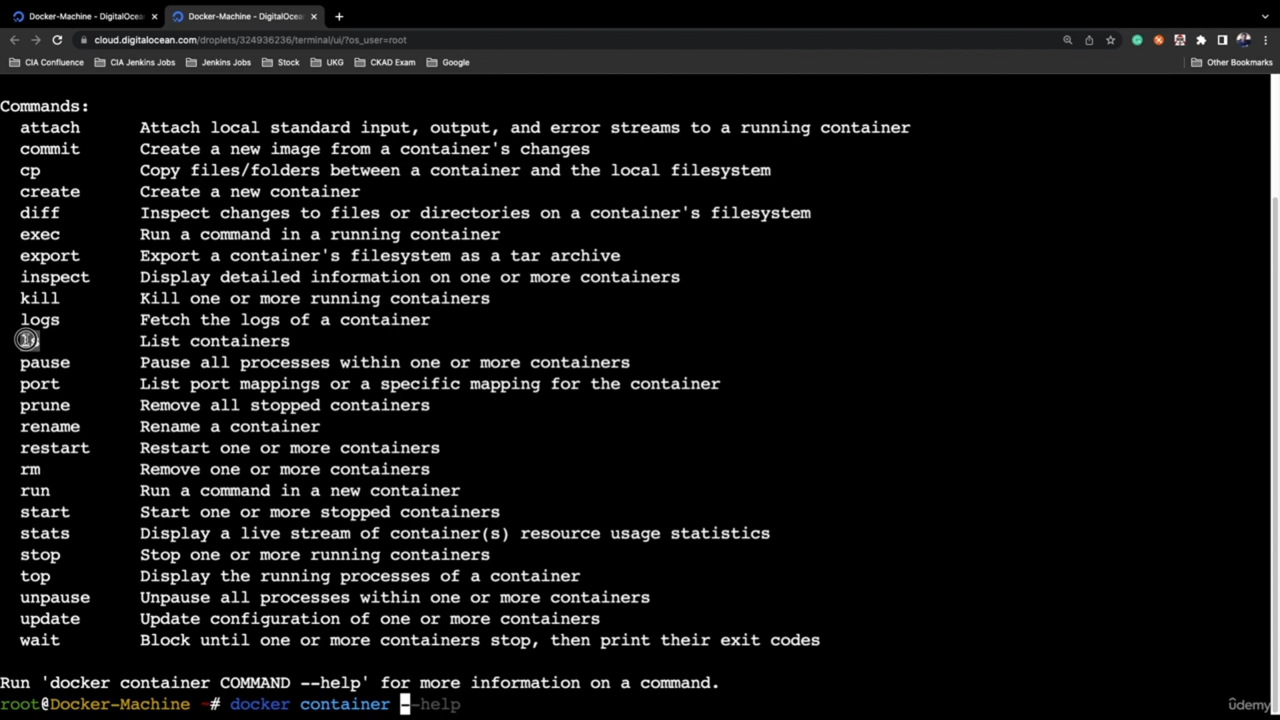 Docker-Machine - DigitalOcean
Docker-Machine - DigitalOcean
cloud.digitalocean.com/droplets/324936236/terminal/ui/?os_user=root
CIA Confluence CIA Jenkins Jobs Jenkins Jobs Stock UKG CKAD Exam Google Other Bookmarks
Commands:
attach Attach local standard input, output, and error streams to a running container
commit Create a new image from a container's changes
cp Copy files/folders between a container and the local filesystem
create Create a new container
diff Inspect changes to files or directories on a container's filesystem
exec Run a command in a running container
export Export a container's filesystem as a tar archive
inspect Display detailed information on one or more containers
kill Kill one or more running containers
logs Fetch the logs of a container
List containers
pause Pause all processes within one or more containers
port List port mappings or a specific mapping for the container
prune Remove all stopped containers
rename Rename a container
restart Restart one or more containers
rm Remove one or more containers
run Run a command in a new container
start Start one or more stopped containers
stats Display a live stream of container(s) resource usage statistics
stop Stop one or more running containers
top Display the running processes of a container
unpause Unpause all processes within one or more containers
update Update configuration of one or more containers
wait Block until one or more containers stop, then print their exit codes
Run 'docker container COMMAND --help' for more information on a command.
root@Docker-Machine ~# docker container --help
ûdemy